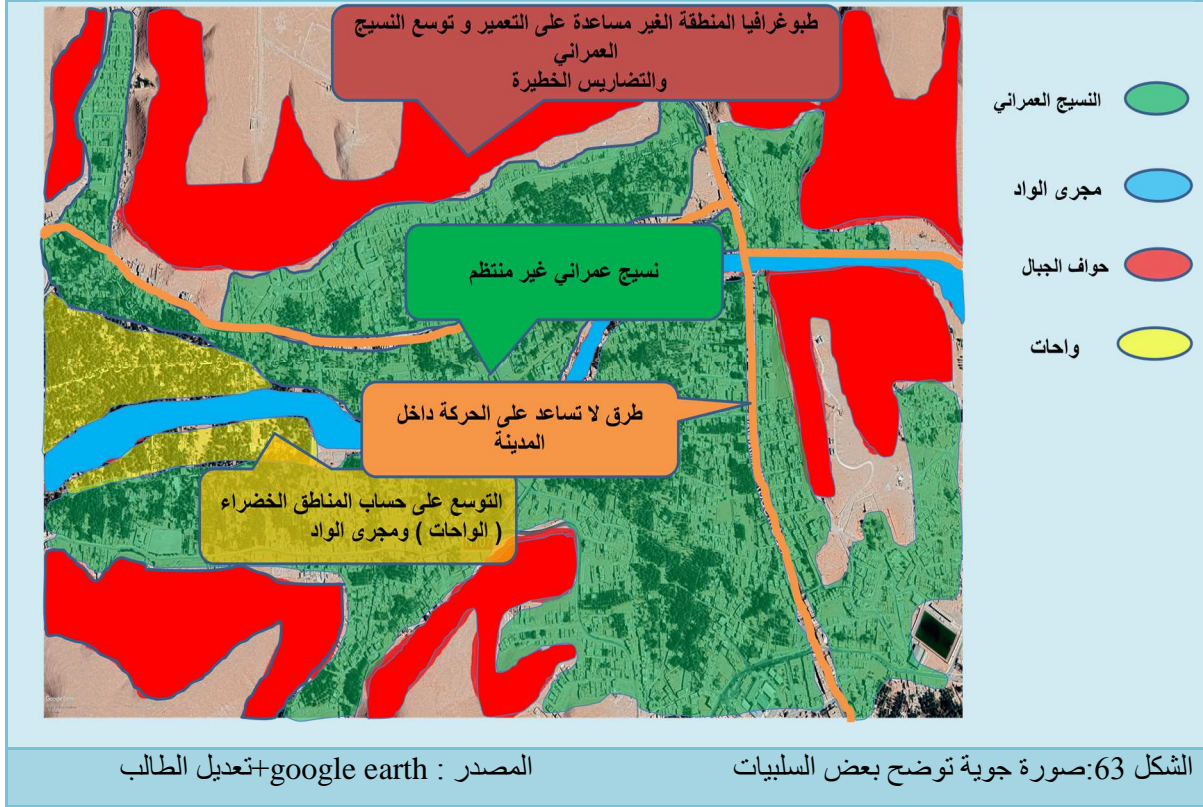 طبوغرافيا المنطقة الغير مساعدة على التعمير و توسع النسيج
العمراني
والتضاريس الخطيرة
نسيج عمراني غير منتظم
طرق لا تساعد على الحركة داخل
المدينة
التوسع على حساب المناطق الخضراء
( الواحات ) ومجرى الواد
النسيج العمراني
مجرى الواد
حواف الجبال
واحات
Google Earth
الشكل 63:صورة جوية توضح بعض السلبيات
المصدر : google earth+تعديل الطالب